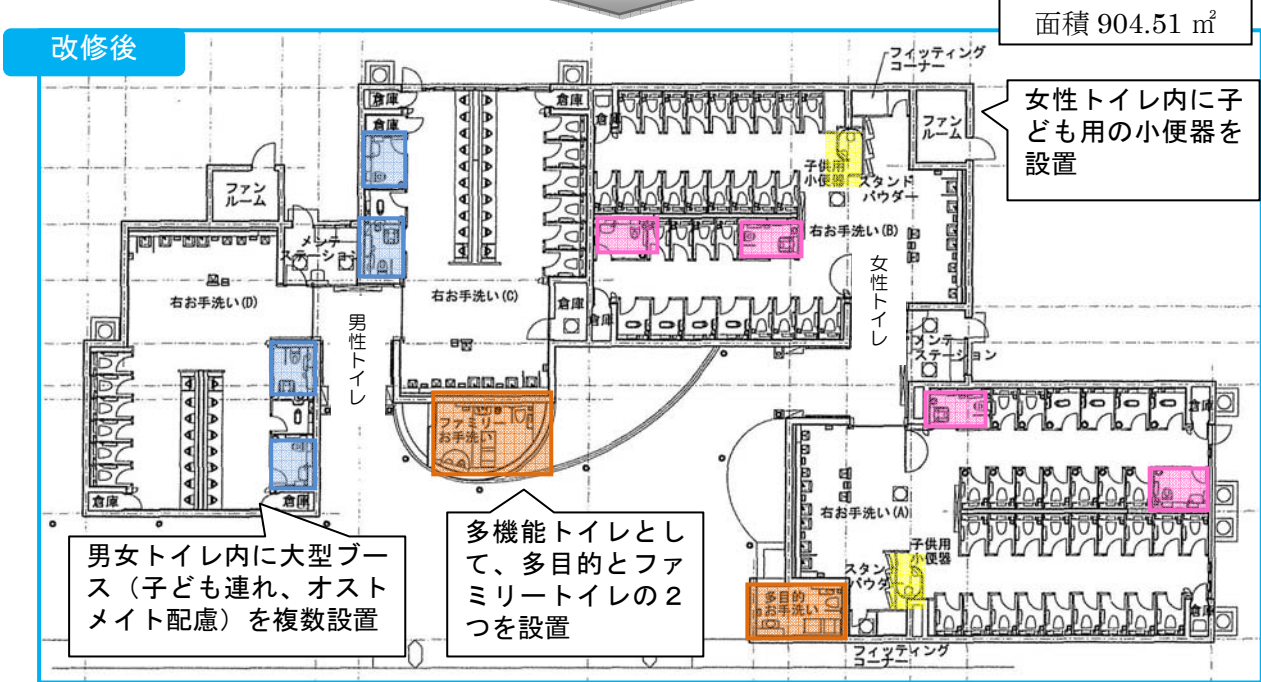 面積 904.51 ㎡
改修後
フィッティング
コーナー
女性トイレ内に子
ども用の小便器を
設置
倉庫
倉庫
倉庫
倉庫
ファン
ルーム
子供用
小便器
スタンド
パウダー
ファン
ルーム
メンテ
ステーション
右お手洗い(B)
女性トイレ
右お手洗い(D)
右お手洗い(C)
倉庫
倉庫
男性トイレ
メンテ
ステーション
ファミリー
お手洗い
倉庫
右お手洗い(A)
倉庫
倉庫
子供用
小便器
スタンド
パウダー
多目的
お手洗い
倉庫
フィッティング
コーナー
男女トイレ内に大型ブー
ス（子ども連れ、オスト
メイト配慮）を複数設置
多機能トイレとし
て、多目的とファ
ミリートイレの２
つを設置